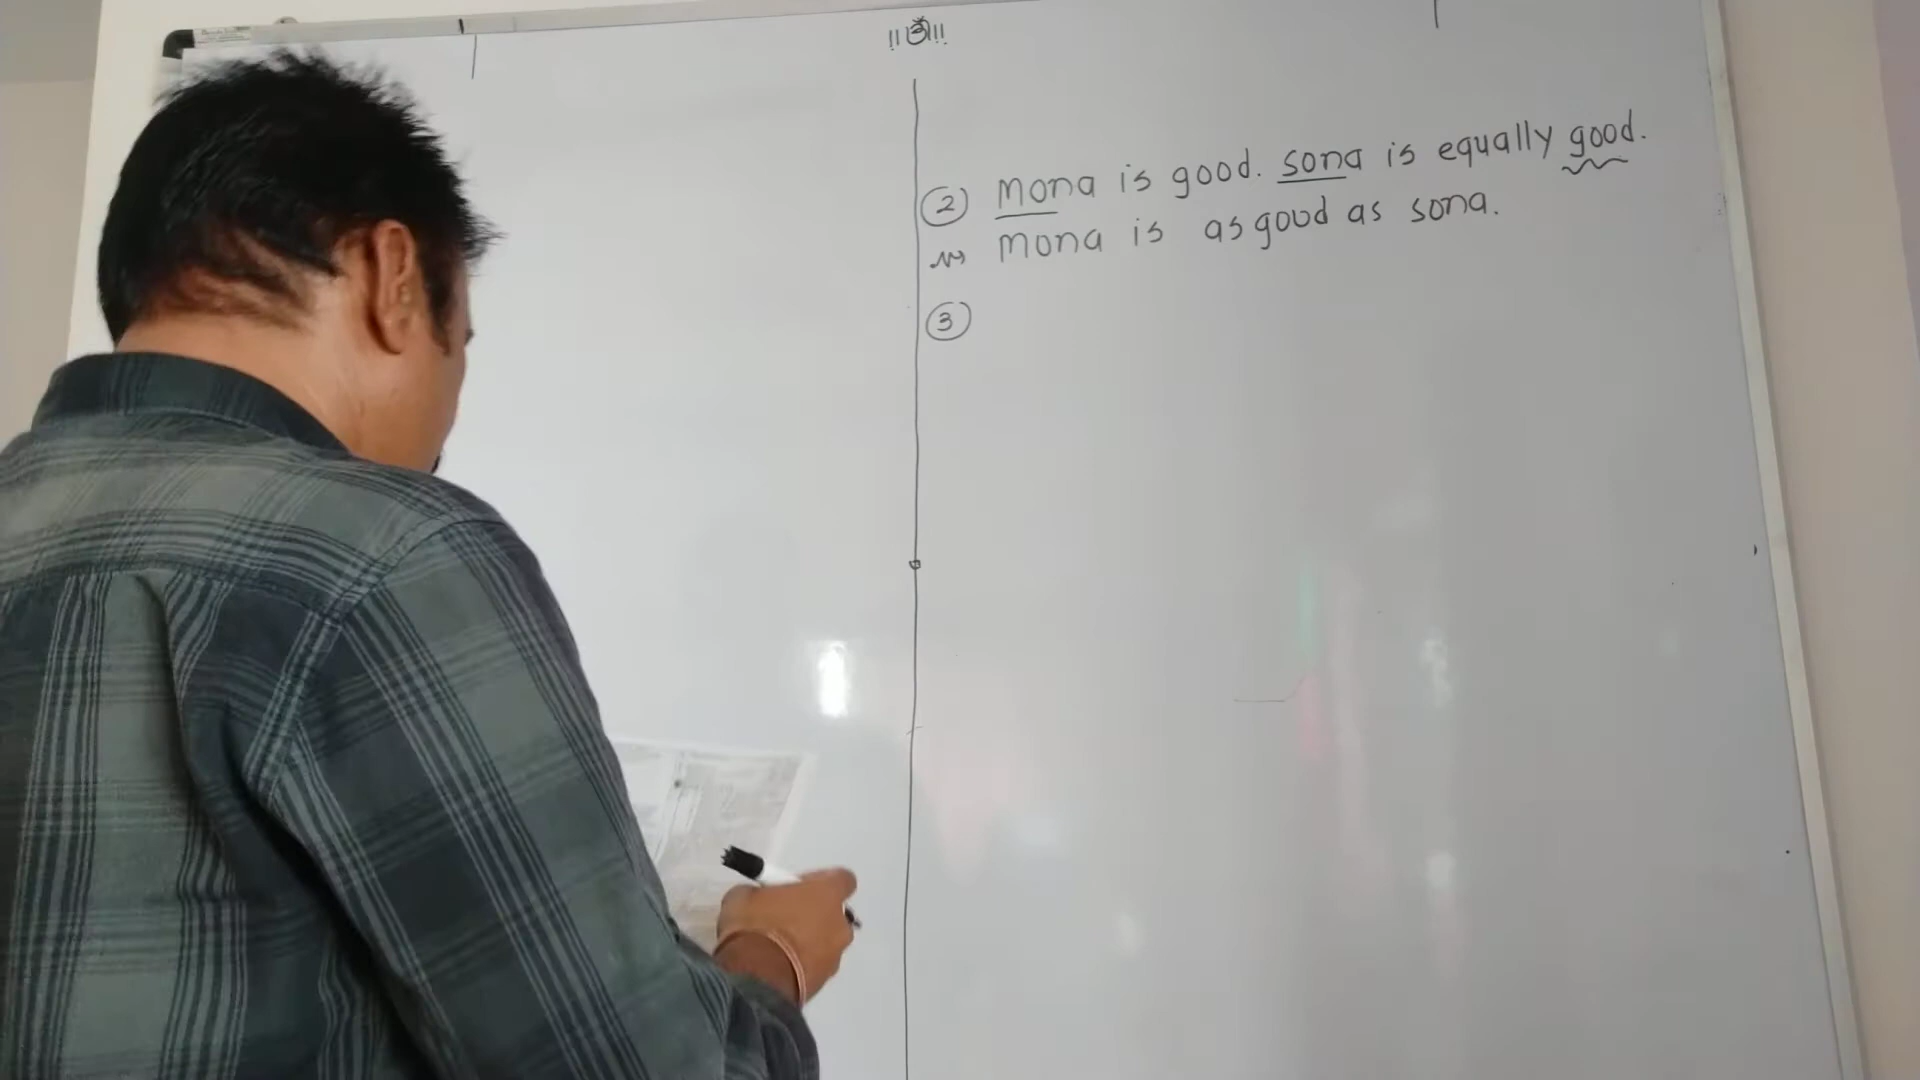 ॥ॐ॥
② Mona is good. sona is equally good.
Mona is as good as sona.
③